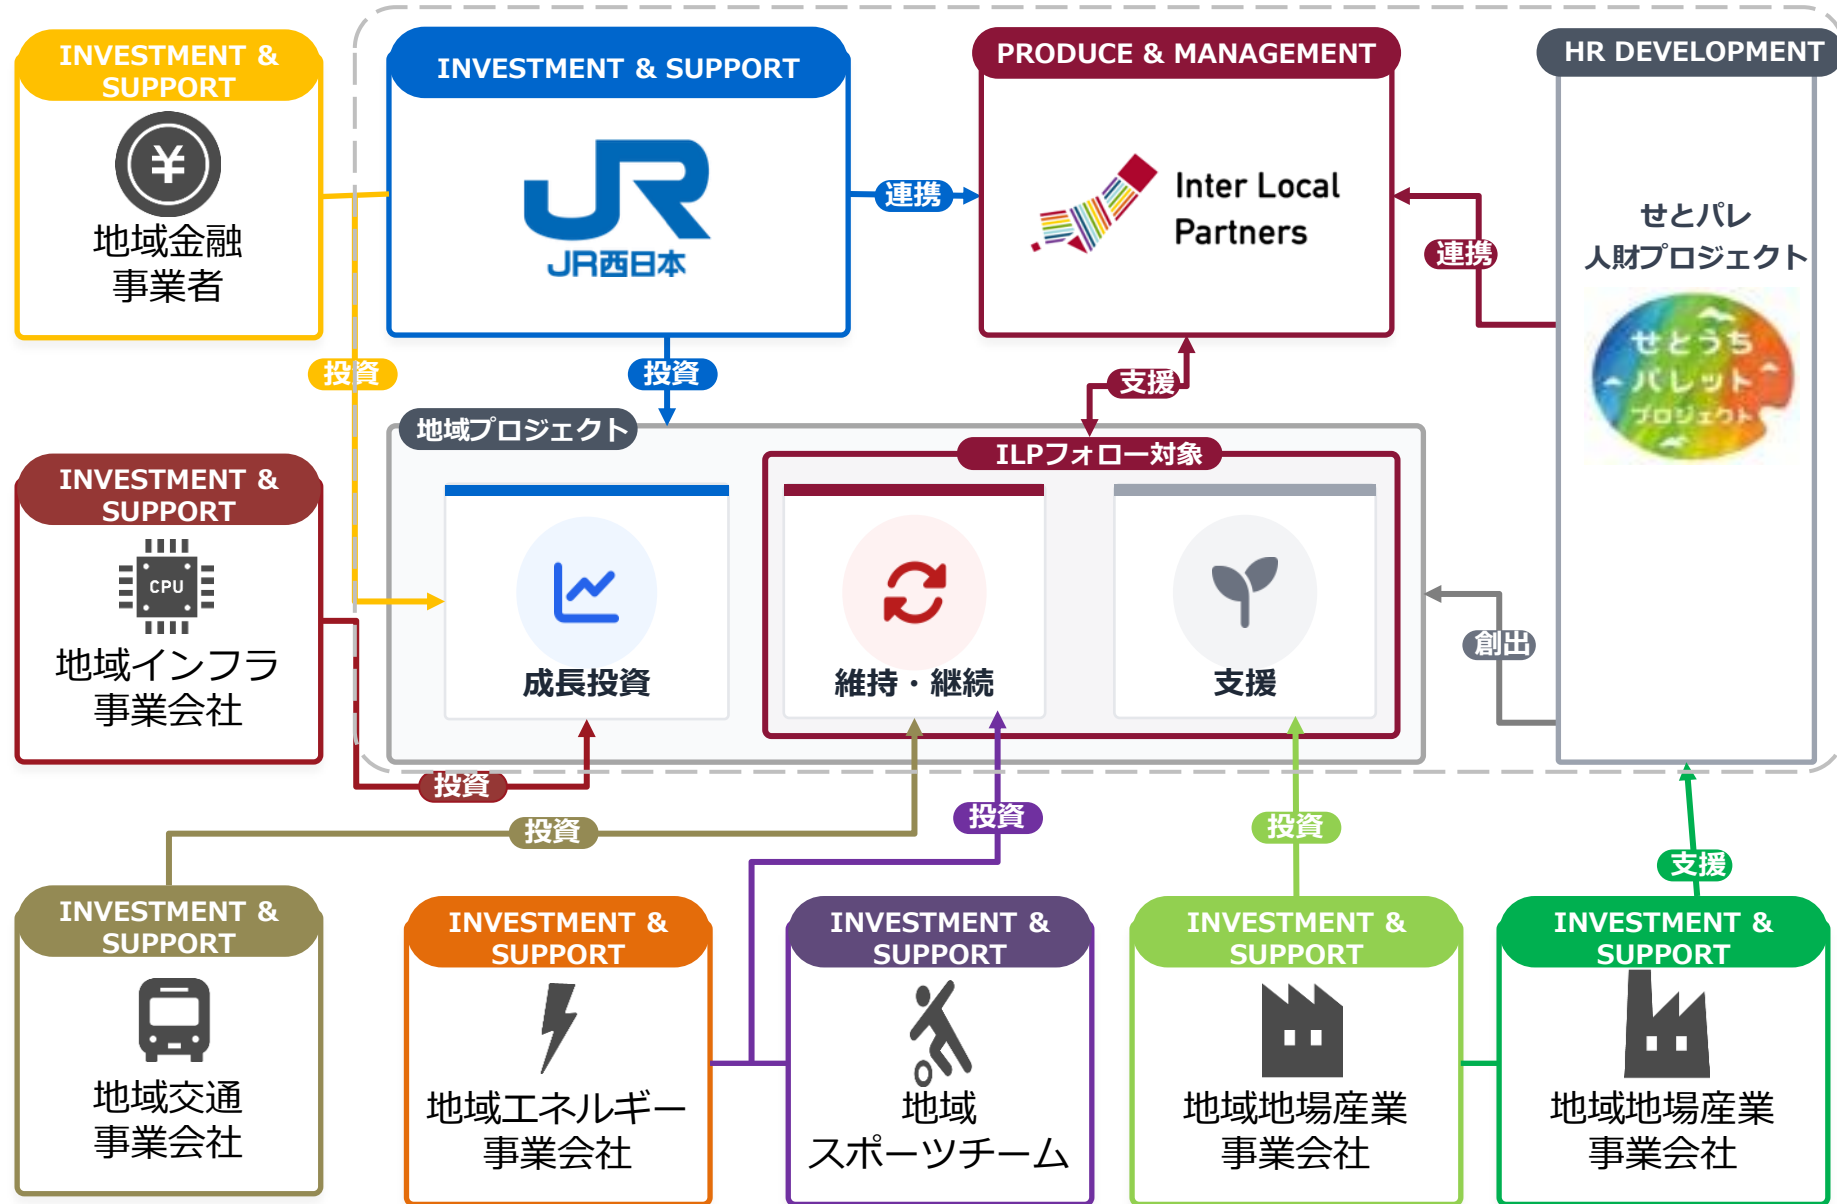 INVESTMENT &
SUPPORT
地域金融
事業者
INVESTMENT & SUPPORT
JR
JR西日本
連携
PRODUCE & MANAGEMENT
Inter Local
Partners
連携
HR DEVELOPMENT
せとパレ
人財プロジェクト
せとうち
パレット
プロジェクト
投資
投資
支援
地域プロジェクト
ILPフォロー対象
成長投資
維持・継続
支援
創出
INVESTMENT &
SUPPORT
CPU
地域インフラ
事業会社
投資
投資
投資
投資
支援
INVESTMENT &
SUPPORT
地域交通
事業会社
INVESTMENT &
SUPPORT
地域エネルギー
事業会社
INVESTMENT &
SUPPORT
地域
スポーツチーム
INVESTMENT &
SUPPORT
地域地場産業
事業会社
INVESTMENT &
SUPPORT
地域地場産業
事業会社